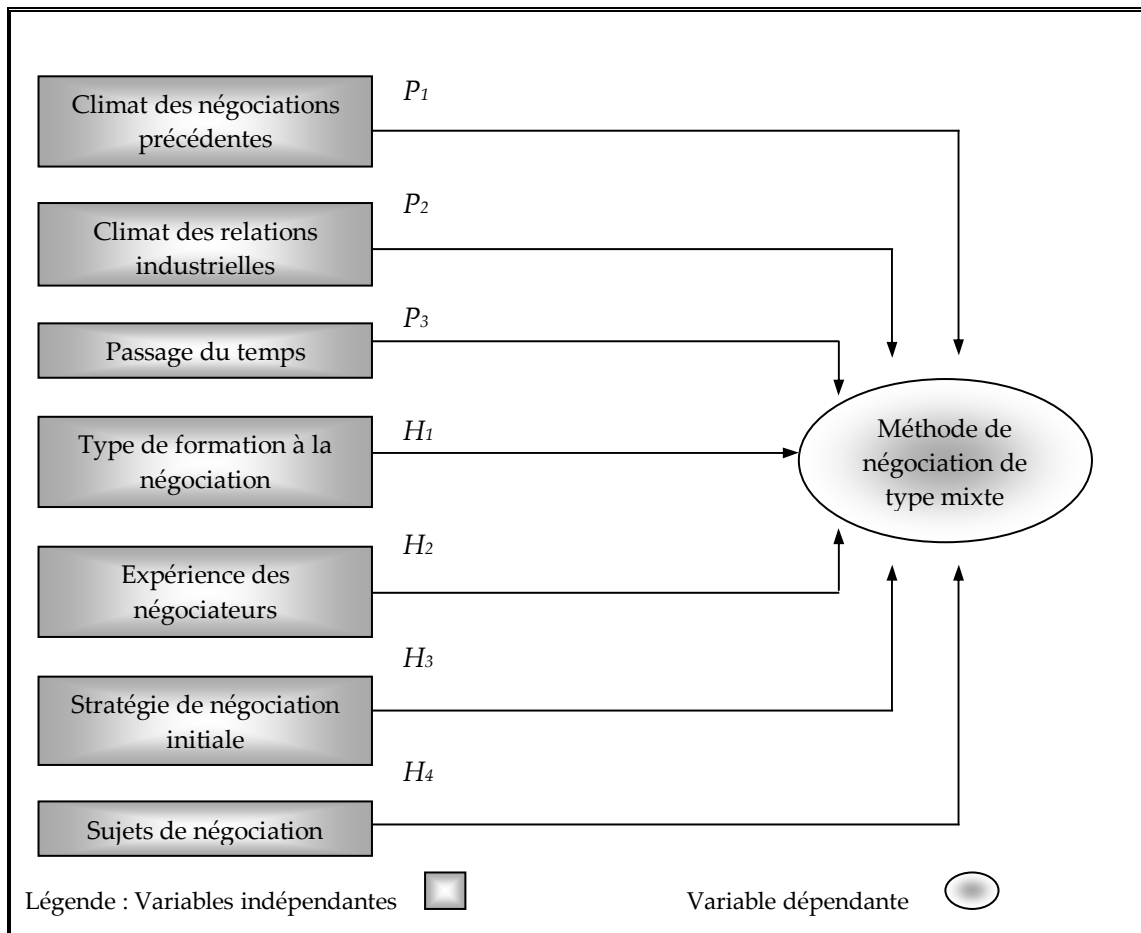 Climat des négociations
précédentes
P1
Climat des relations
industrielles
P2
Passage du temps
P3
Type de formation à la
négociation
H1
Expérience des
négociateurs
H2
Stratégie de négociation
initiale
H3
Sujets de négociation
H4
Méthode de
négociation de
type mixte
Légende : Variables indépendantes
Variable dépendante